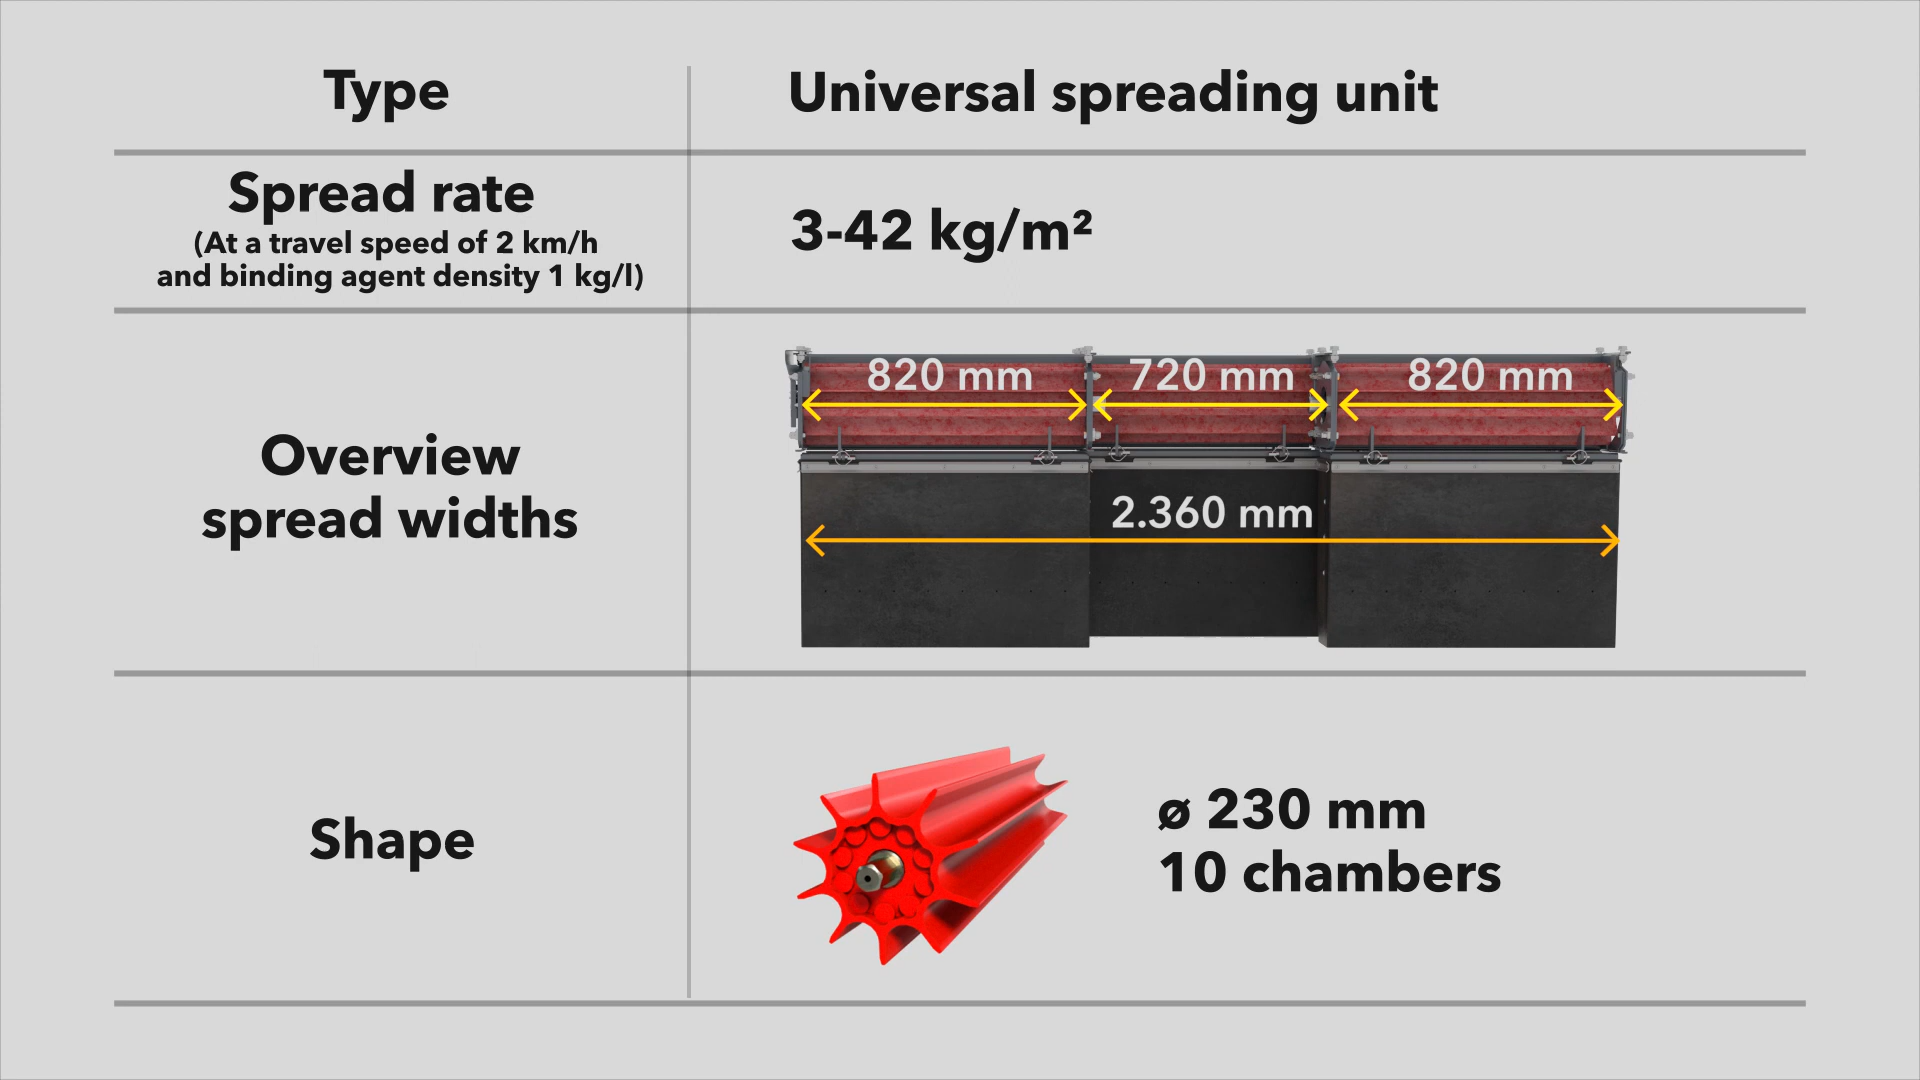 Type
Universal spreading unit
Spread rate
(At a travel speed of 2 km/h
and binding agent density 1 kg/l)
3-42 kg/m²
Overview
spread widths
820 mm
720 mm
820 mm
2.360 mm
Shape
ø 230 mm
10 chambers